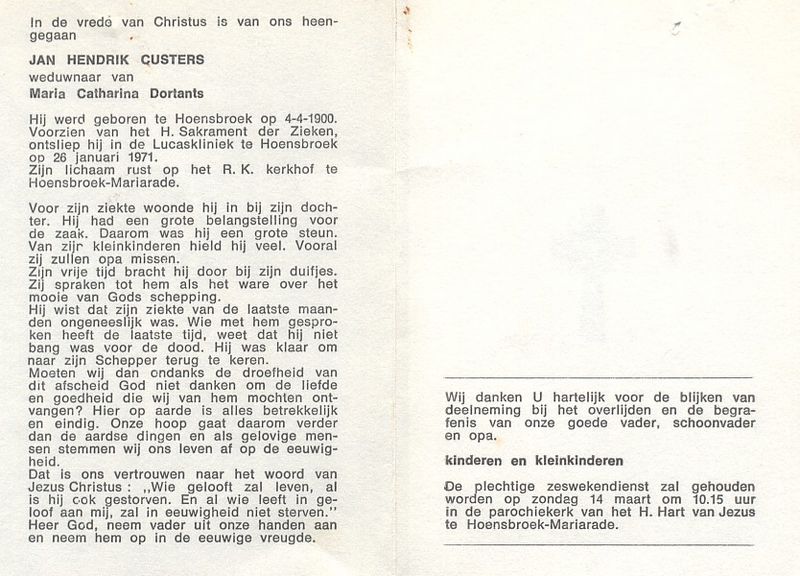 In de vrede van Christus is van ons heen-
gegaan
JAN HENDRIK CUSTERS
weduwnaar van
Maria Catharina Dortants
Hij werd geboren te Hoensbroek op 4-4-1900.
Voorzien van het H. Sakrament der Zieken,
ontsliep hij in de Lucaskliniek te Hoensbroek
op 26 januari 1971.
Zijn lichaam rust op het R. K. kerkhof te
Hoensbroek-Mariarade.
Voor zijn ziekte woonde hij in bij zijn doch-
ter. Hij had een grote belangstelling voor
de zaak. Daarom was hij een grote steun.
Van zijn kleinkinderen hield hij veel. Vooral
zij zullen opa missen.
Zijn vrije tijd bracht hij door bij zijn duifjes.
Zij spraken tot hem als het ware over het
mooie van Gods schepping.
Hij wist dat zijn ziekte van de laatste maan-
den ongeneeslijk was. Wie met hem gespro-
ken heeft de laatste tijd, weet dat hij niet
bang was voor de dood. Hij was klaar om
naar zijn Schepper terug te keren.
Moeten wij dan ondanks de droefheid van
dit afscheid God niet danken om de liefde
en goedheid die wij van hem mochten ont-
vangen? Hier op aarde is alles betrekkelijk
en eindig. Onze hoop gaat daarom verder
dan de aardse dingen en als gelovige men-
sen stemmen wij ons leven af op de eeuwig-
heid.
Dat is ons vertrouwen naar het woord van
Jezus Christus : „Wie gelooft zal leven, al
is hij ook gestorven. En al wie leeft in ge-
loof aan mij, zal in eeuwigheid niet sterven."
Heer God, neem vader uit onze handen aan
en neem hem op in de eeuwige vreugde.
Wij danken U hartelijk voor de blijken van
deelneming bij het overlijden en de begra-
fenis van onze goede vader, schoonvader
en opa.
kinderen en kleinkinderen
De plechtige zeswekendienst zal gehouden
worden op zondag 14 maart om 10.15 uur
in de parochiekerk van het H. Hart van Jezus
te Hoensbroek-Mariarade.